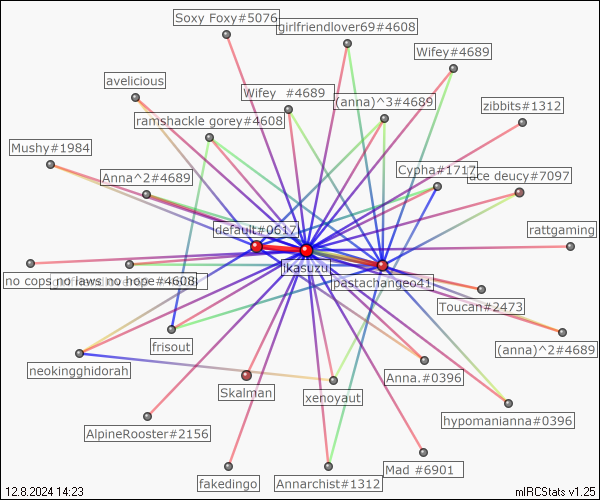 Soxy Foxy#5076
girlfriendlover69#4608
Wifey#4689
avelicious
Wifey  #4689
(anna)^3#4689
zibbits#1312
ramshackle gorey#4608
Mushy#1984
Anna^2#4689
Cypha#1717
ace deucy#7097
default#0617
rattgaming
jkasuzu
no cops no laws no hope#4608
pastachangeo41
Toucan#2473
frisout
(anna)^2#4689
neokingghidorah
Anna.#0396
Skalman
xenoyaut
hypomanianna#0396
AlpineRooster#2156
fakedingo
Annarchist#1312
Mad #6901
12.8.2024 14:23
mIRCStats v1.25